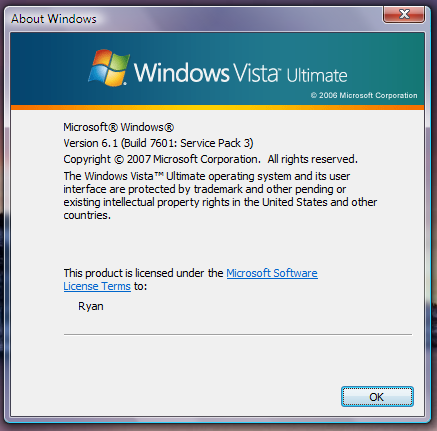 About Windows
Windows Vista™ Ultimate
© 2006 Microsoft Corporation
Microsoft® Windows®
Version 6.1 (Build 7601: Service Pack 3)
Copyright © 2007 Microsoft Corporation.  All rights reserved.
The Windows Vista™ Ultimate operating system and its user
interface are protected by trademark and other pending or
existing intellectual property rights in the United States and other
countries.
This product is licensed under the Microsoft Software
License Terms to:
Ryan
OK